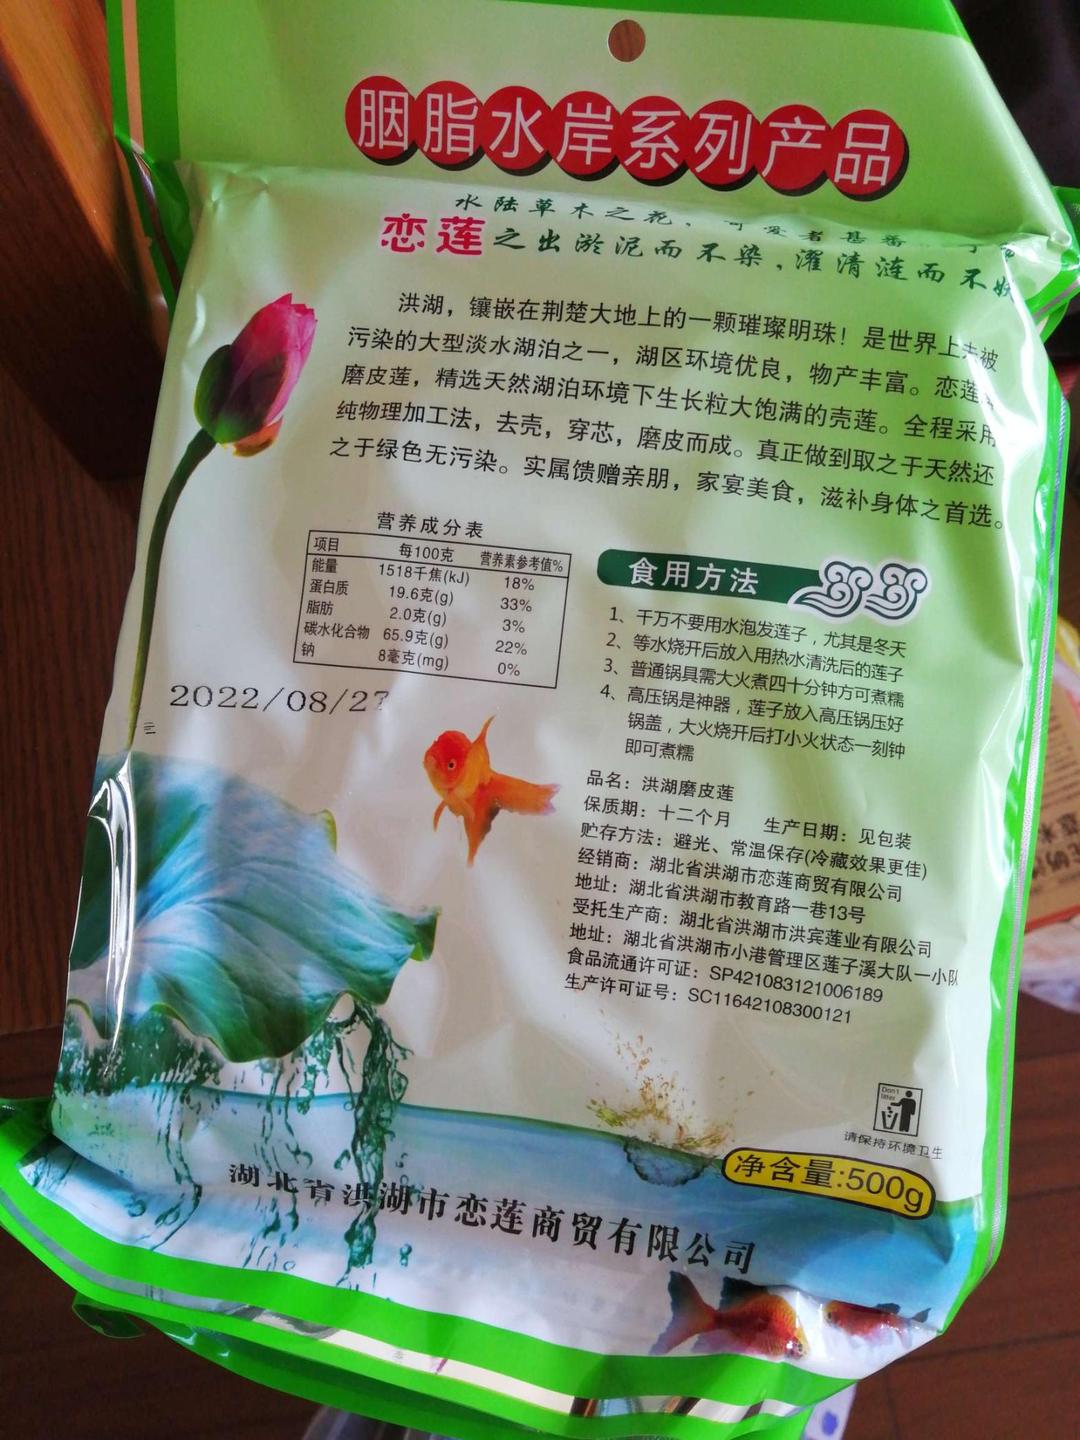 胭脂水岸系列产品
水陆草木之花，可爱者甚蕃
恋莲之出淤泥而不染，濯清涟而不妖
洪湖，镶嵌在荆楚大地上的一颗璀璨明珠！是世界上未被
污染的大型淡水湖泊之一，湖区环境优良，物产丰富。恋莲
磨皮莲，精选天然湖泊环境下生长粒大饱满的壳莲。全程采用
纯物理加工法，去壳，穿芯，磨皮而成。真正做到取之于天然还
之于绿色无污染。实属馈赠亲朋，家宴美食，滋补身体之首选。
营养成分表
项目 每100克 营养素参考值%
能量 1518千焦(kJ) 18%
蛋白质 19.6克(g) 33%
脂肪 2.0克(g) 3%
碳水化合物 65.9克(g) 22%
钠 8毫克(mg) 0%
2022/08/27
食用方法
1、千万不要用水泡发莲子，尤其是冬天
2、等水烧开后放入用热水清洗后的莲子
3、普通锅具需大火煮四十分钟方可煮糯
4、高压锅是神器，莲子放入高压锅压好
锅盖，大火烧开后打小火状态一刻钟
即可煮糯
品名：洪湖磨皮莲
保质期：十二个月 生产日期：见包装
贮存方法：避光、常温保存(冷藏效果更佳)
经销商：湖北省洪湖市恋莲商贸有限公司
地址：湖北省洪湖市教育路一巷13号
受托生产商：湖北省洪湖市洪宾莲业有限公司
地址：湖北省洪湖市小港管理区莲子溪大队一小队
食品流通许可证：SP421083121006189
生产许可证号：SC11642108300121
Don't
litter
请保持环境卫生
净含量:500g
湖北省洪湖市恋莲商贸有限公司